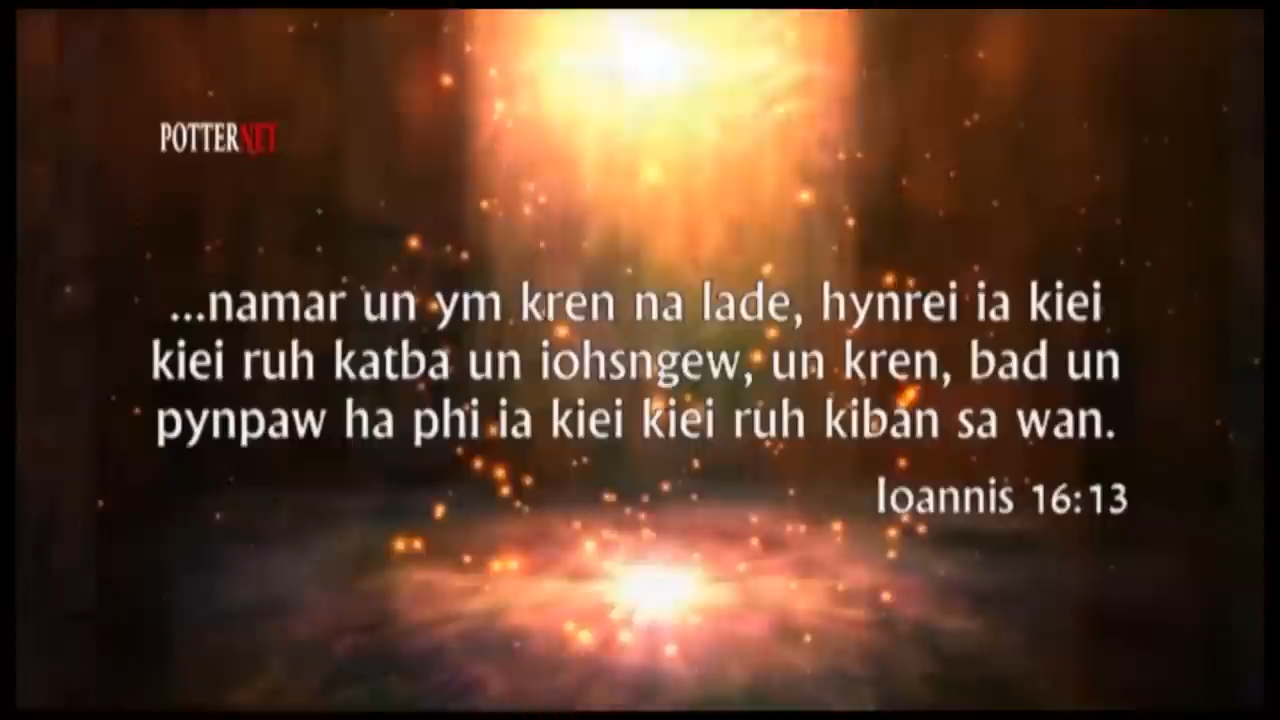 POTTERNET
...namar un ym kren na lade, hynrei ia kiei
kiei ruh katba un iohsngew, un kren, bad un
pynpaw ha phi ia kiei kiei ruh kiban sa wan.
Ioannis 16:13